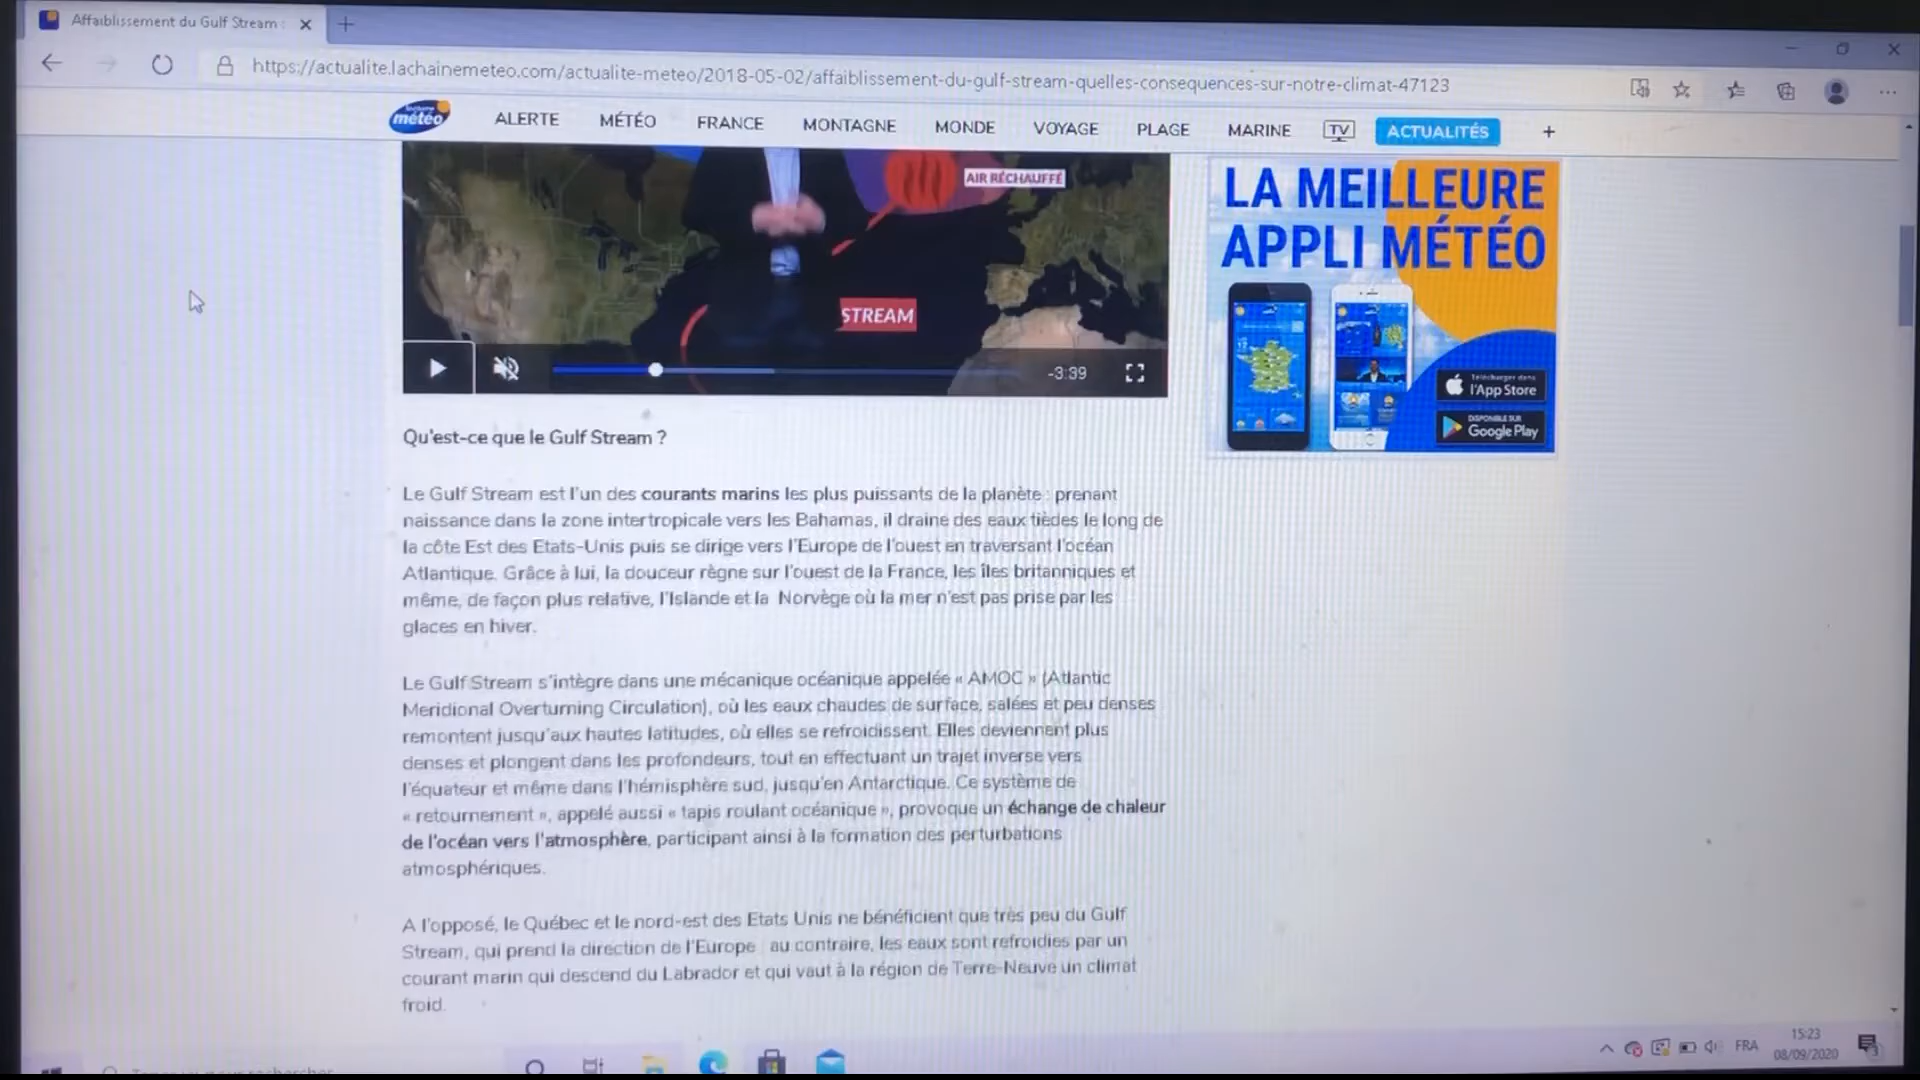 Affaiblissement du Gulf Stream :
https://actualite.lachainemeteo.com/actualite-meteo/2018-05-02/affaiblissement-du-gulf-stream-quelles-consequences-sur-notre-climat-47123
météo ALERTE MÉTÉO FRANCE MONTAGNE MONDE VOYAGE PLAGE MARINE TV ACTUALITÉS +
AIR RÉCHAUFFÉ
STREAM
-3:39
LA MEILLEURE
APPLI MÉTÉO
Télécharger dans
l'App Store
DISPONIBLE SUR
Google Play
Qu'est-ce que le Gulf Stream ?
Le Gulf Stream est l'un des courants marins les plus puissants de la planète : prenant
naissance dans la zone intertropicale vers les Bahamas, il draine des eaux tièdes le long de
la côte Est des Etats-Unis puis se dirige vers l'Europe de l'ouest en traversant l'océan
Atlantique. Grâce à lui, la douceur règne sur l'ouest de la France, les îles britanniques et
même, de façon plus relative, l'Islande et la Norvège où la mer n'est pas prise par les
glaces en hiver.
Le Gulf Stream s'intègre dans une mécanique océanique appelée « AMOC » (Atlantic
Meridional Overturning Circulation), où les eaux chaudes de surface, salées et peu denses
remontent jusqu'aux hautes latitudes, où elles se refroidissent. Elles deviennent plus
denses et plongent dans les profondeurs, tout en effectuant un trajet inverse vers
l'équateur et même dans l'hémisphère sud, jusqu'en Antarctique. Ce système de
« retournement », appelé aussi « tapis roulant océanique », provoque un échange de chaleur
de l'océan vers l'atmosphère, participant ainsi à la formation des perturbations
atmosphériques.
A l'opposé, le Québec et le nord-est des Etats Unis ne bénéficient que très peu du Gulf
Stream, qui prend la direction de l'Europe : au contraire, les eaux sont refroidies par un
courant marin qui descend du Labrador et qui vaut à la région de Terre-Neuve un climat
froid.
FRA
15:23
08/09/2020
3